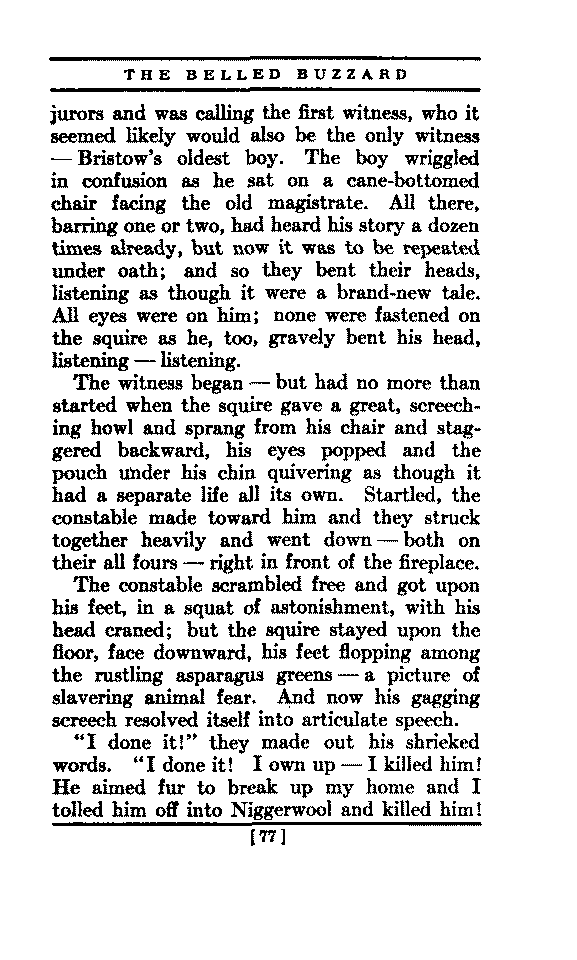 THE BELLED BUZZARD
jurors and was calling the first witness, who it
seemed likely would also be the only witness
— Bristow's oldest boy. The boy wriggled
in confusion as he sat on a cane-bottomed
chair facing the old magistrate. All there,
barring one or two, had heard his story a dozen
times already, but now it was to be repeated
under oath; and so they bent their heads,
listening as though it were a brand-new tale.
All eyes were on him; none were fastened on
the squire as he, too, gravely bent his head,
listening — listening.
The witness began — but had no more than
started when the squire gave a great, screech-
ing howl and sprang from his chair and stag-
gered backward, his eyes popped and the
pouch under his chin quivering as though it
had a separate life all its own. Startled, the
constable made toward him and they struck
together heavily and went down — both on
their all fours — right in front of the fireplace.
The constable scrambled free and got upon
his feet, in a squat of astonishment, with his
head craned; but the squire stayed upon the
floor, face downward, his feet flopping among
the rustling asparagus greens — a picture of
slavering animal fear. And now his gagging
screech resolved itself into articulate speech.
"I done it!" they made out his shrieked
words. "I done it! I own up — I killed him!
He aimed fur to break up my home and I
tolled him off into Niggerwool and killed him!
[77]